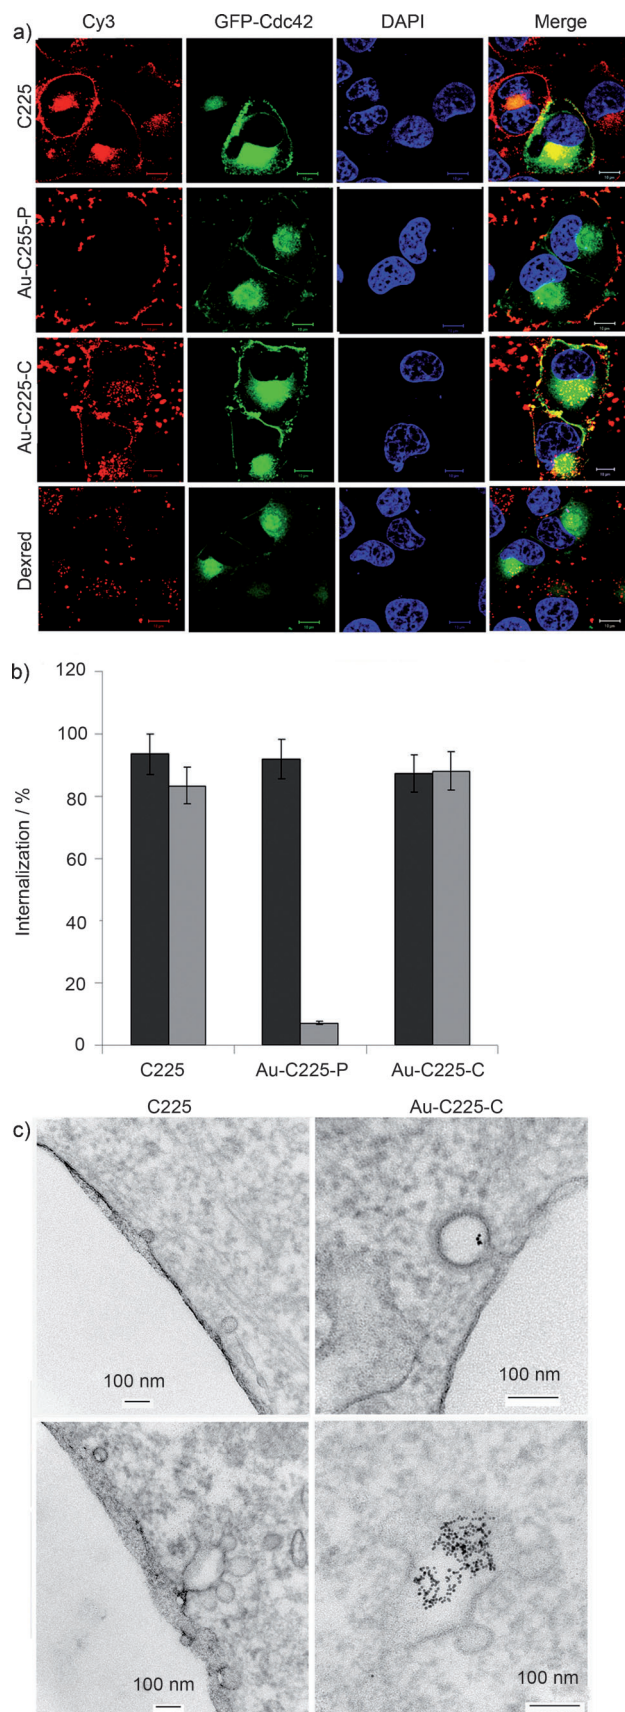 a)
Cy3 GFP-Cdc42 DAPI Merge
C225
Au-C255-P
Au-C225-C
Dexred
b)
Internalization / %
120
100
80
60
40
20
0
C225 Au-C225-P Au-C225-C
c)
C225 Au-C225-C
100 nm 100 nm
100 nm 100 nm